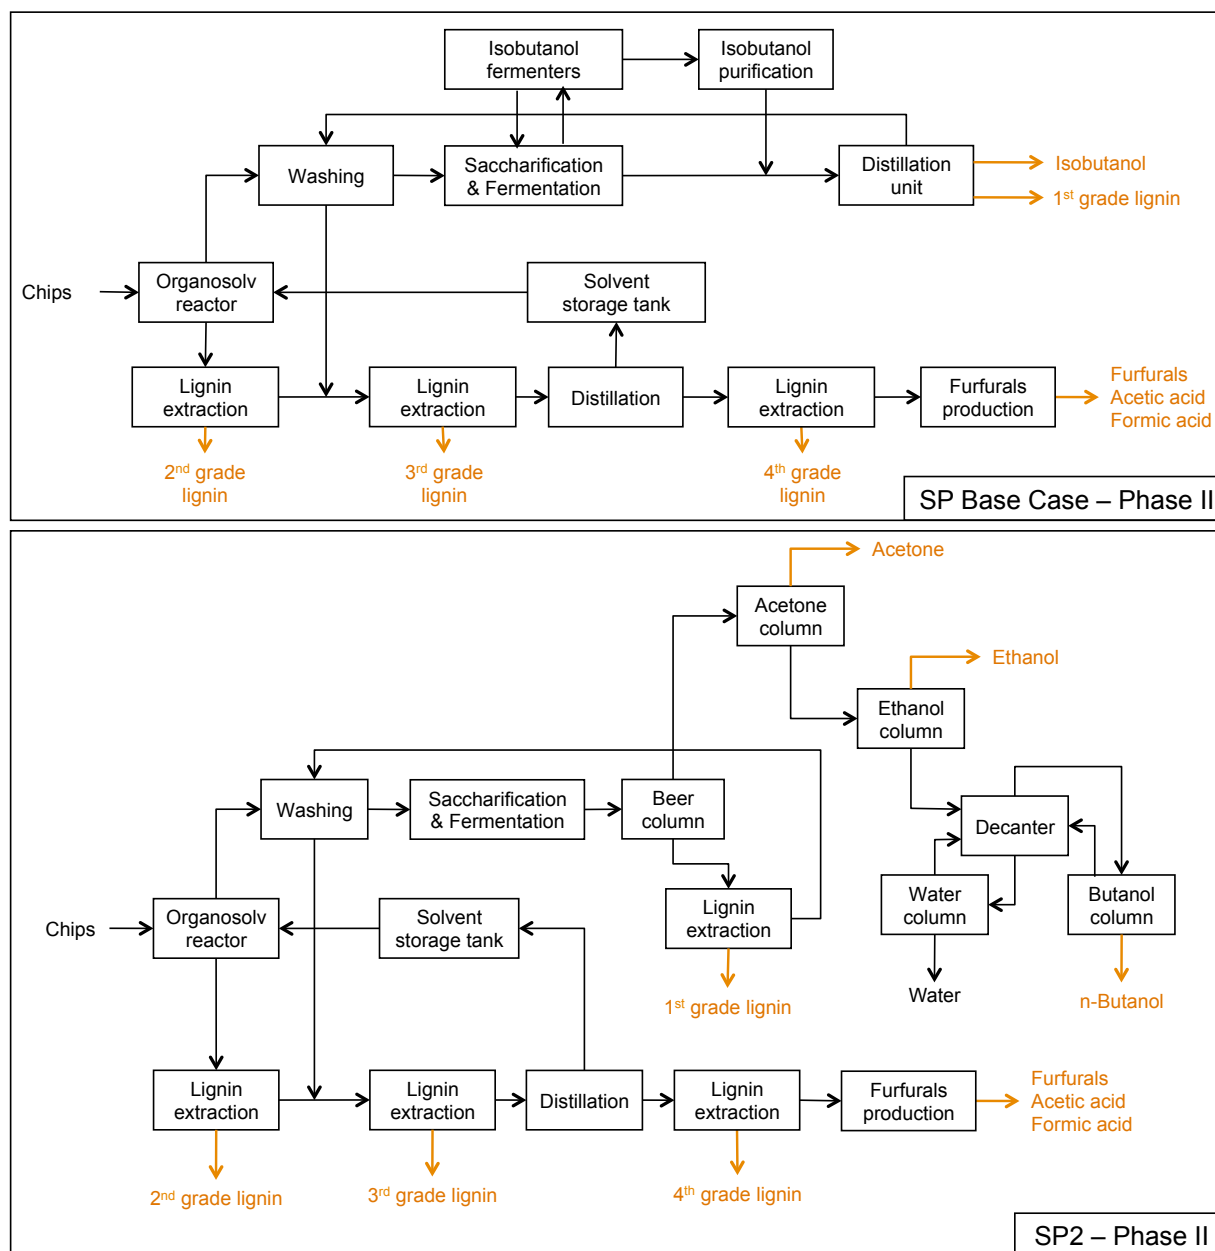 Isobutanol
fermenters
Isobutanol
purification
Washing
Saccharification
& Fermentation
Distillation
unit
Isobutanol
1st grade lignin
Chips
Organosolv
reactor
Solvent
storage tank
Lignin
extraction
Lignin
extraction
Distillation
Lignin
extraction
Furfurals
production
Furfurals
Acetic acid
Formic acid
2nd grade
lignin
3rd grade
lignin
4th grade
lignin
SP Base Case – Phase II
Acetone
Acetone
column
Ethanol
Ethanol
column
Washing
Saccharification
& Fermentation
Beer
column
Decanter
Chips
Organosolv
reactor
Solvent
storage tank
Lignin
extraction
Water
column
Butanol
column
1st grade lignin
Water
n-Butanol
Lignin
extraction
Lignin
extraction
Distillation
Lignin
extraction
Furfurals
production
Furfurals
Acetic acid
Formic acid
2nd grade lignin
3rd grade lignin
4th grade lignin
SP2 – Phase II